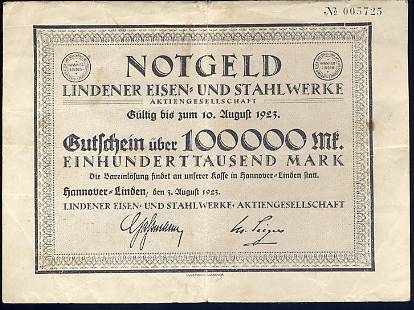 No 005725
NOTGELD
LINDENER EISEN= UND STAHLWERKE
AKTIENGESELLSCHAFT
Gültig bis zum 10. August 1923.
Gutschein über 100000 Mk.
EINHUNDERTTAUSEND MARK
Die Bareinlösung findet an unserer Kasse in Hannover=Linden statt.
Hannover=Linden, den 3. August 1923.
LINDENER EISEN= UND STAHLWERKE, AKTIENGESELLSCHAFT